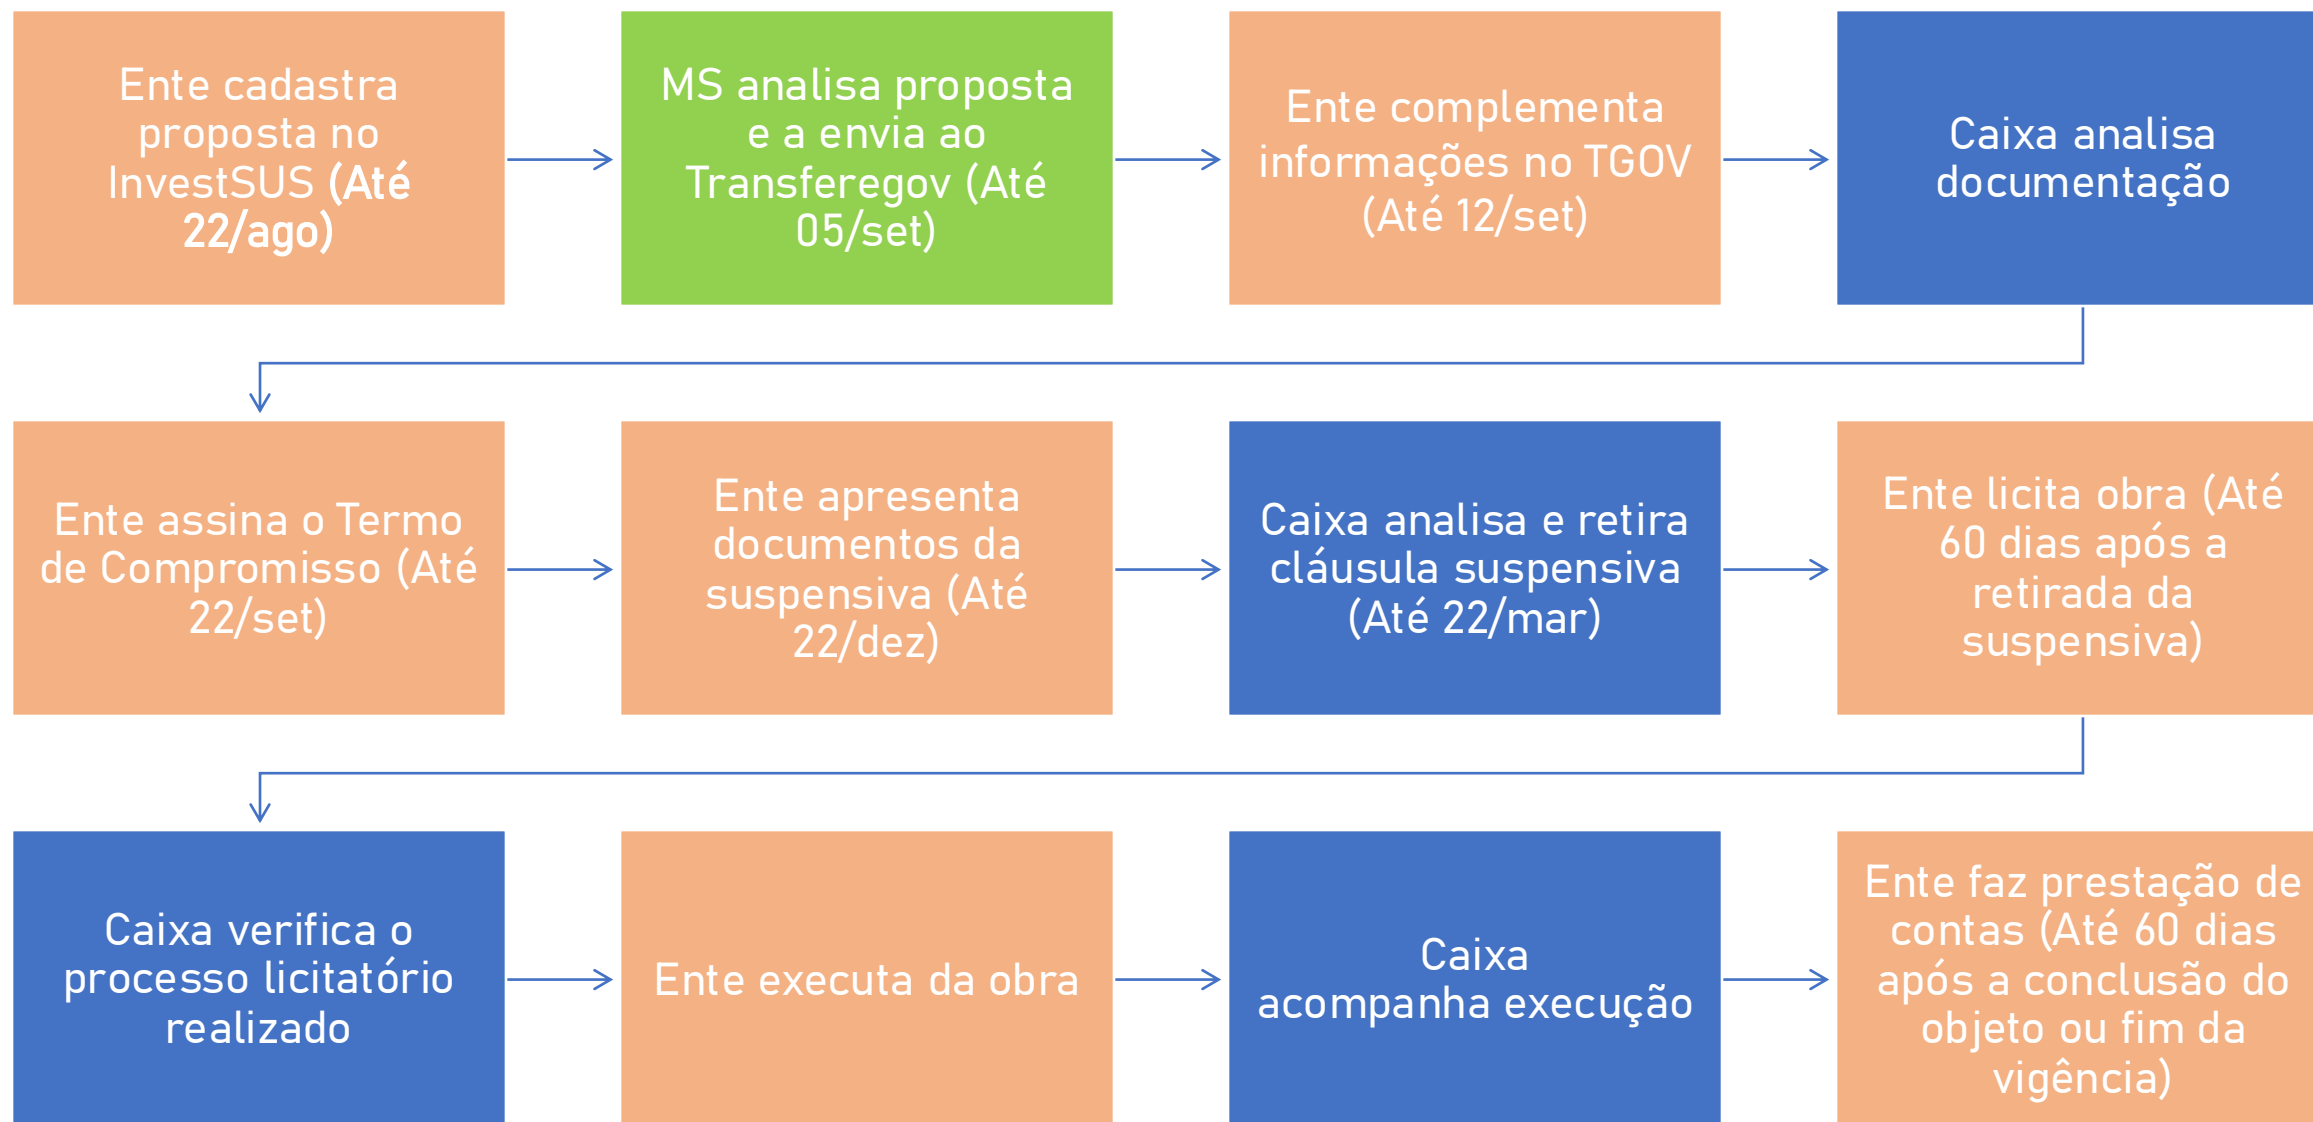 Ente cadastra
proposta no
InvestSUS (Até
22/ago)
MS analisa proposta
e a envia ao
Transferegov (Até
05/set)
Ente complementa
informações no TGOV
(Até 12/set)
Caixa analisa
documentação
Ente assina o Termo
de Compromisso (Até
22/set)
Ente apresenta
documentos da
suspensiva (Até
22/dez)
Caixa analisa e retira
cláusula suspensiva
(Até 22/mar)
Ente licita obra (Até
60 dias após a
retirada da
suspensiva)
Caixa verifica o
processo licitatório
realizado
Ente executa da obra
Caixa
acompanha execução
Ente faz prestação de
contas (Até 60 dias
após a conclusão do
objeto ou fim da
vigência)